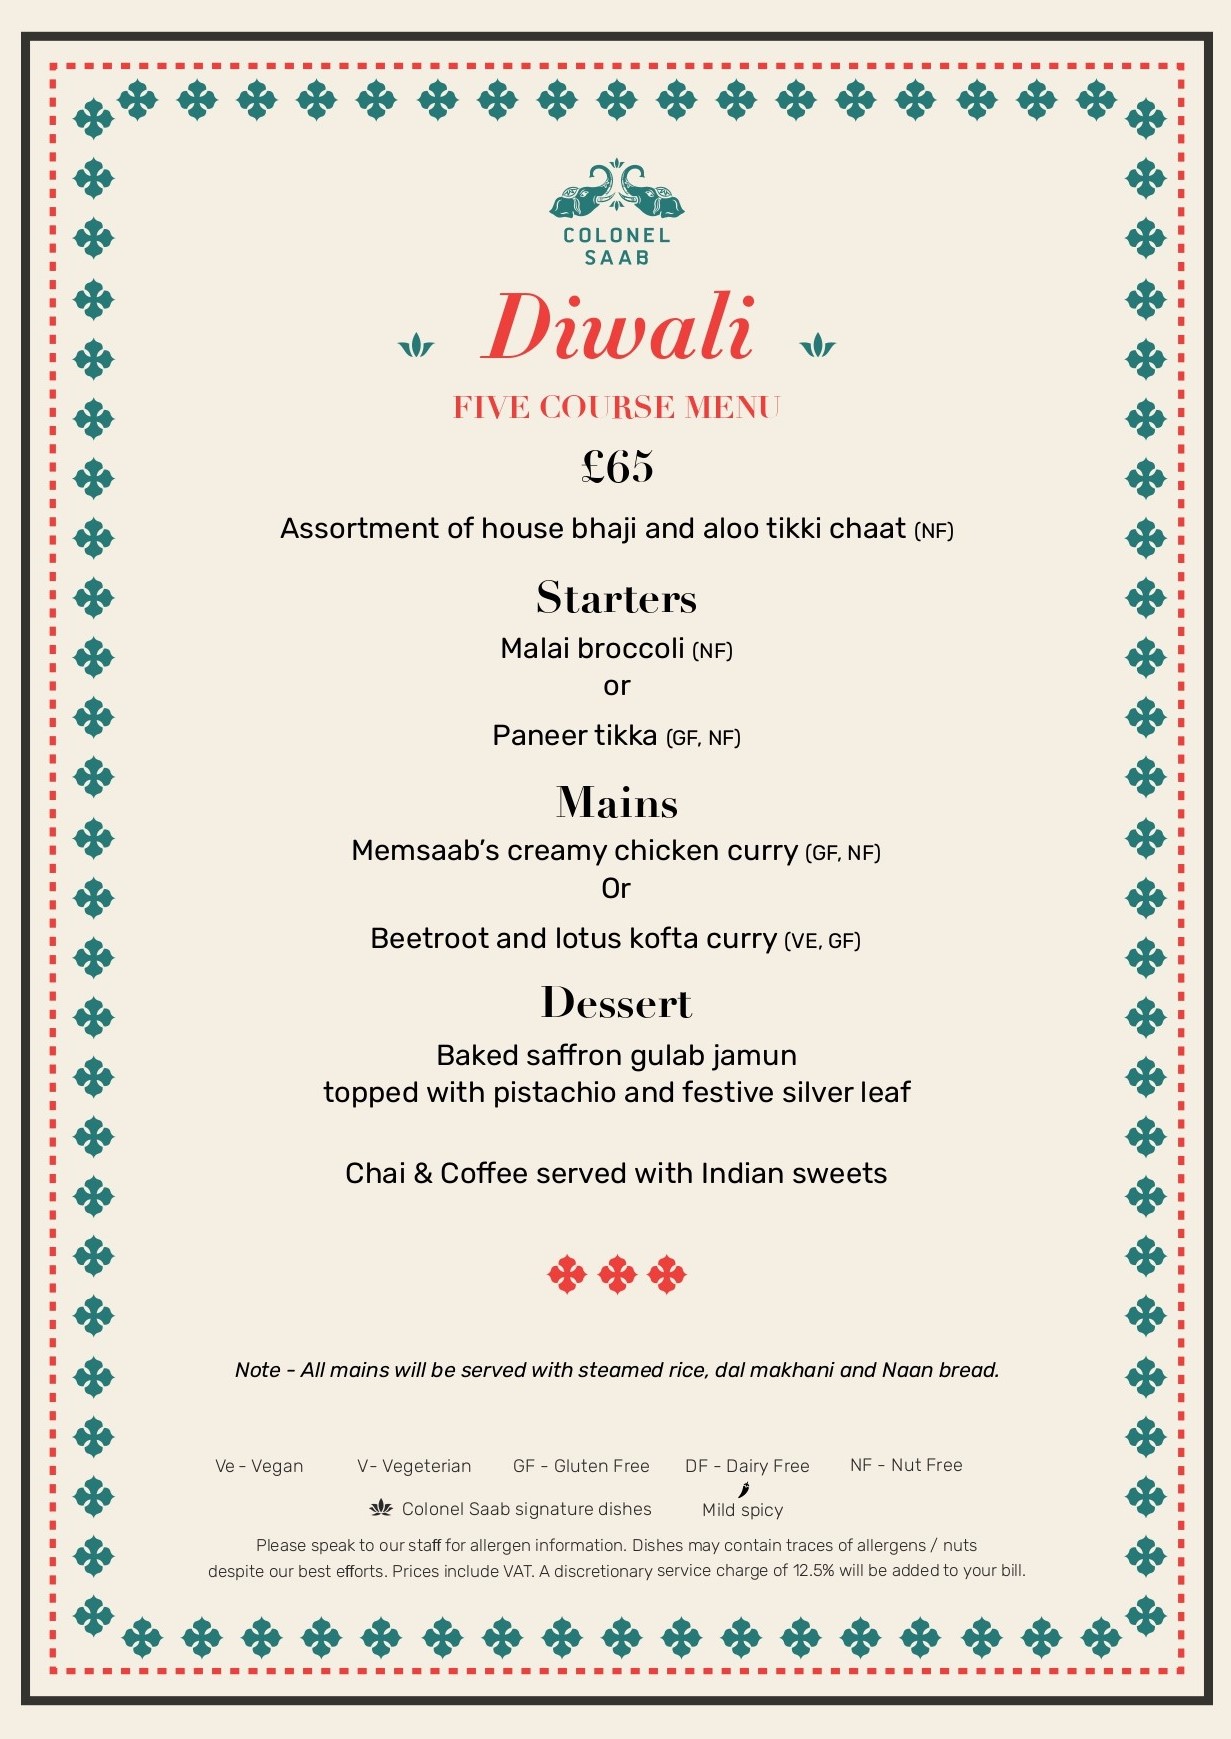 COLONEL
SAAB
Diwali
FIVE COURSE MENU
£65
Assortment of house bhaji and aloo tikki chaat (NF)
Starters
Malai broccoli (NF)
or
Paneer tikka (GF, NF)
Mains
Memsaab’s creamy chicken curry (GF, NF)
Or
Beetroot and lotus kofta curry (VE, GF)
Dessert
Baked saffron gulab jamun
topped with pistachio and festive silver leaf
Chai & Coffee served with Indian sweets
Note - All mains will be served with steamed rice, dal makhani and Naan bread.
Ve - Vegan V- Vegeterian GF - Gluten Free DF - Dairy Free NF - Nut Free
Colonel Saab signature dishes Mild spicy
Please speak to our staff for allergen information. Dishes may contain traces of allergens / nuts
despite our best efforts. Prices include VAT. A discretionary service charge of 12.5% will be added to your bill.